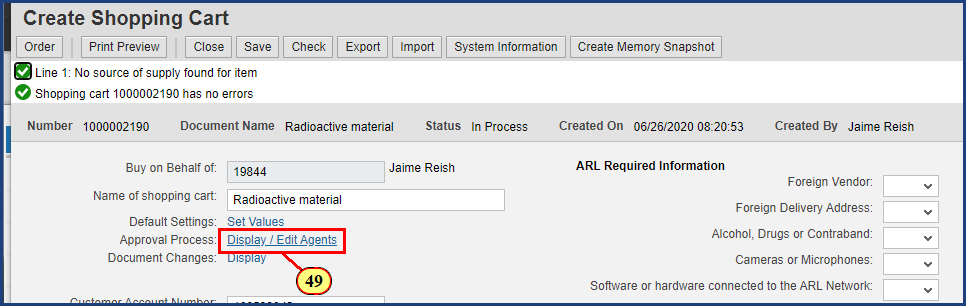 Create Shopping Cart
Order Print Preview Close Save Check Export Import System Information Create Memory Snapshot
Line 1: No source of supply found for item
Shopping cart 1000002190 has no errors
Number 1000002190 Document Name Radioactive material Status In Process Created On 06/26/2020 08:20:53 Created By Jaime Reish
Buy on Behalf of: 19844 Jaime Reish
Name of shopping cart: Radioactive material
Default Settings: Set Values
Approval Process: Display / Edit Agents
Document Changes: Display
49
Customer Account Number:
ARL Required Information
Foreign Vendor:
Foreign Delivery Address:
Alcohol, Drugs or Contraband:
Cameras or Microphones:
Software or hardware connected to the ARL Network: